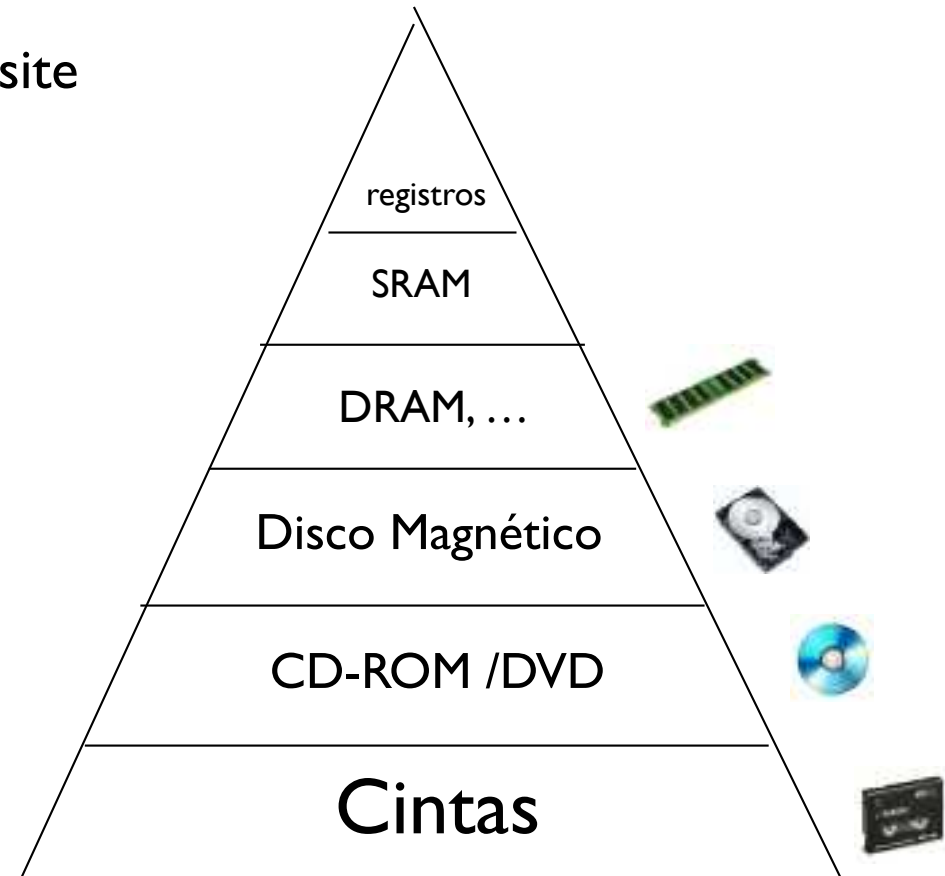 site
registros
SRAM
DRAM, …
Disco Magnético
CD-ROM /DVD
Cintas